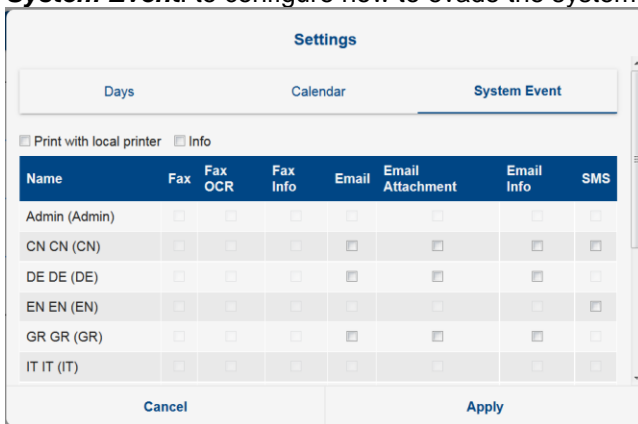 System Event: to configure how to evade the system
Settings
Days Calendar System Event
Print with local printer Info
Name Fax Fax OCR Fax Info Email Email Attachment Email Info SMS
Admin (Admin)
CN CN (CN)
DE DE (DE)
EN EN (EN)
GR GR (GR)
IT IT (IT)
Cancel Apply